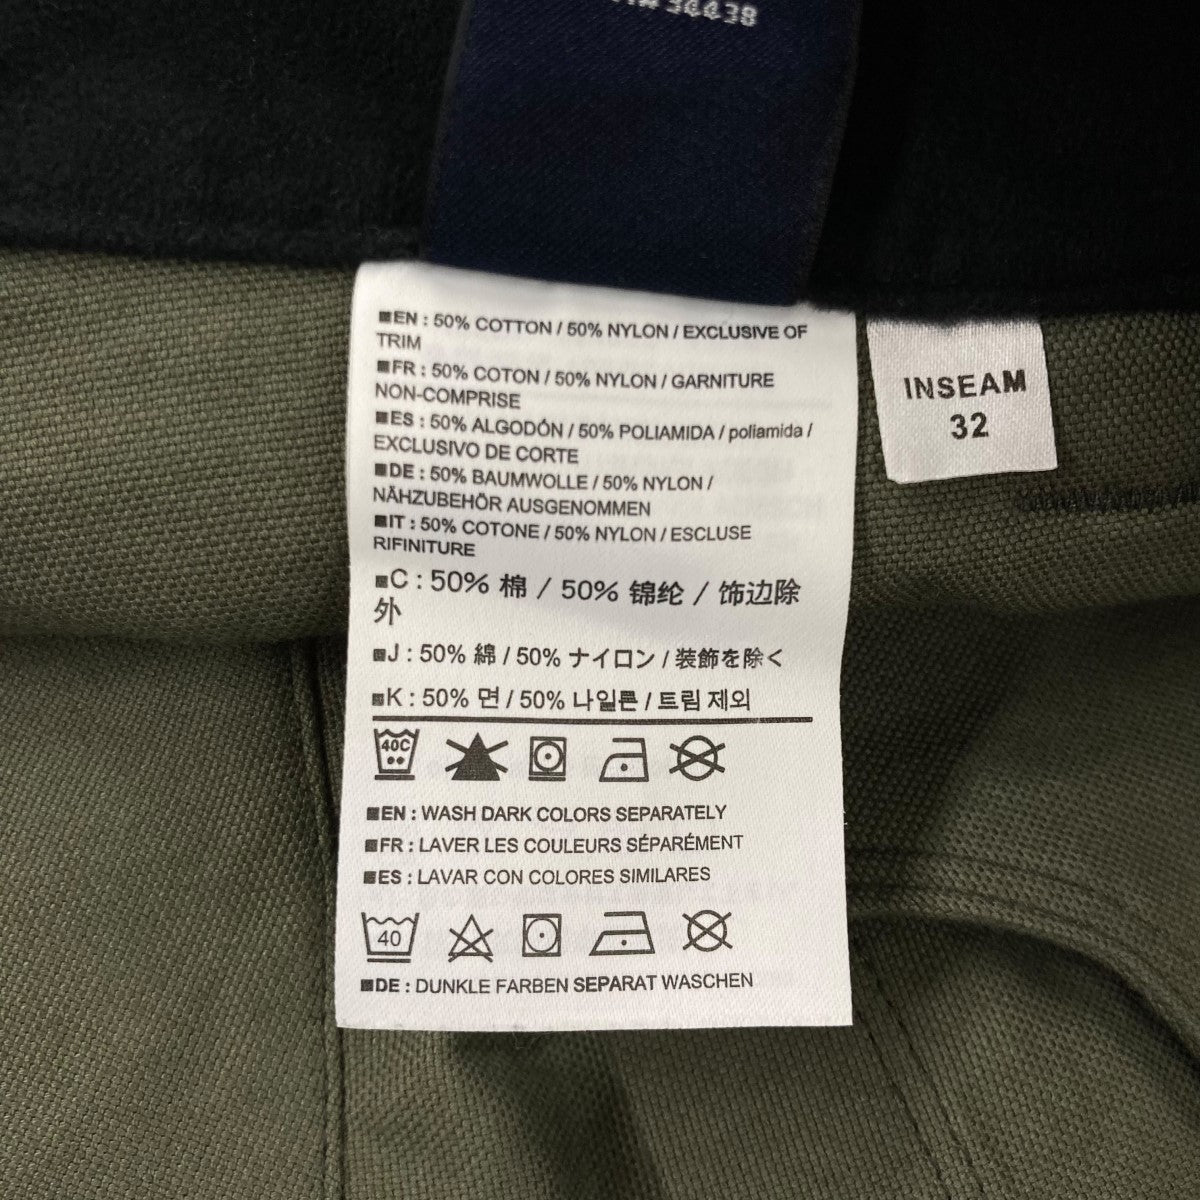 34438
■EN : 50% COTTON / 50% NYLON / EXCLUSIVE OF
TRIM
■FR : 50% COTON / 50% NYLON / GARNITURE
NON-COMPRISE
■ES : 50% ALGODÓN / 50% POLIAMIDA / poliamida /
EXCLUSIVO DE CORTE
■DE : 50% BAUMWOLLE / 50% NYLON /
NÄHZUBEHÖR AUSGENOMMEN
■IT : 50% COTONE / 50% NYLON / ESCLUSE
RIFINITURE
■C : 50% 棉 / 50% 锦纶 / 饰边除
外
■J : 50% 綿 / 50% ナイロン / 装飾を除く
■K : 50% 면 / 50% 나일론 / 트림 제외
40C
■EN : WASH DARK COLORS SEPARATELY
■FR : LAVER LES COULEURS SÉPARÉMENT
■ES : LAVAR CON COLORES SIMILARES
40
■DE : DUNKLE FARBEN SEPARAT WASCHEN
INSEAM
32